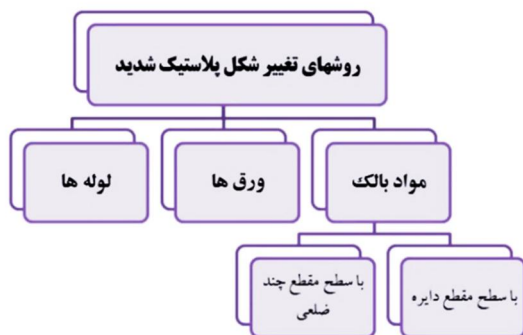 روشهای تغییر شکل پلاستیک شدید
مواد بالک
ورق ها
لوله ها
با سطح مقطع دایره
با سطح مقطع چند
ضلعی